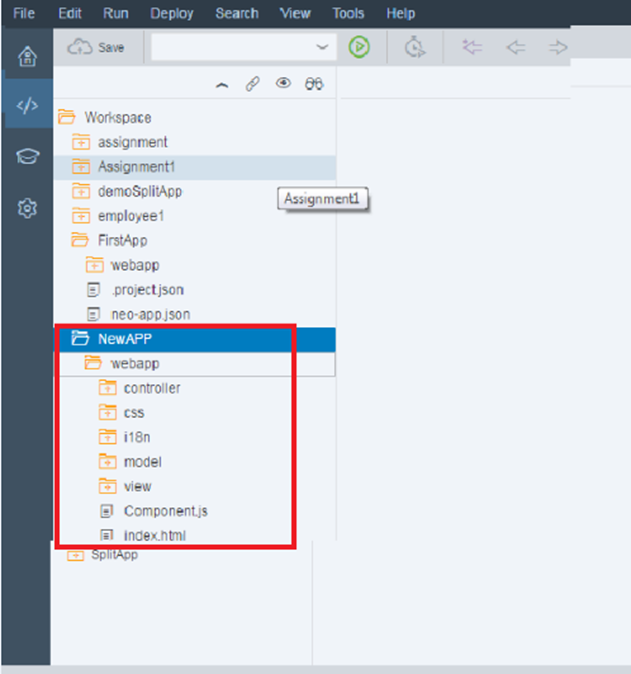 File Edit Run Deploy Search View Tools Help
Save
Workspace
assignment
Assignment1
demoSplitApp
Assignment1
employee1
FirstApp
webapp
.project.json
neo-app.json
NewAPP
webapp
controller
css
i18n
model
view
Component.js
index.html
SplitApp